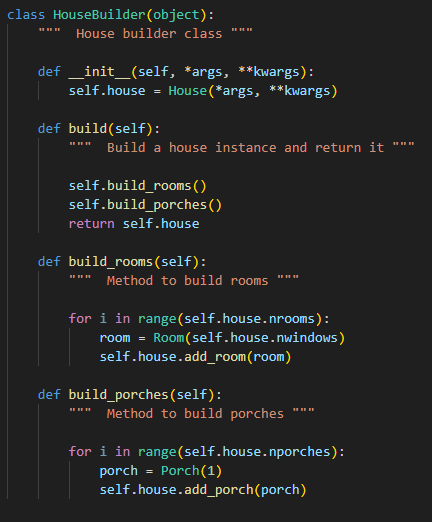 class HouseBuilder(object):
    """  House builder class """

    def __init__(self, *args, **kwargs):
        self.house = House(*args, **kwargs)

    def build(self):
        """  Build a house instance and return it """

        self.build_rooms()
        self.build_porches()
        return self.house

    def build_rooms(self):
        """  Method to build rooms """

        for i in range(self.house.nrooms):
            room = Room(self.house.nwindows)
            self.house.add_room(room)

    def build_porches(self):
        """  Method to build porches """

        for i in range(self.house.nporches):
            porch = Porch(1)
            self.house.add_porch(porch)